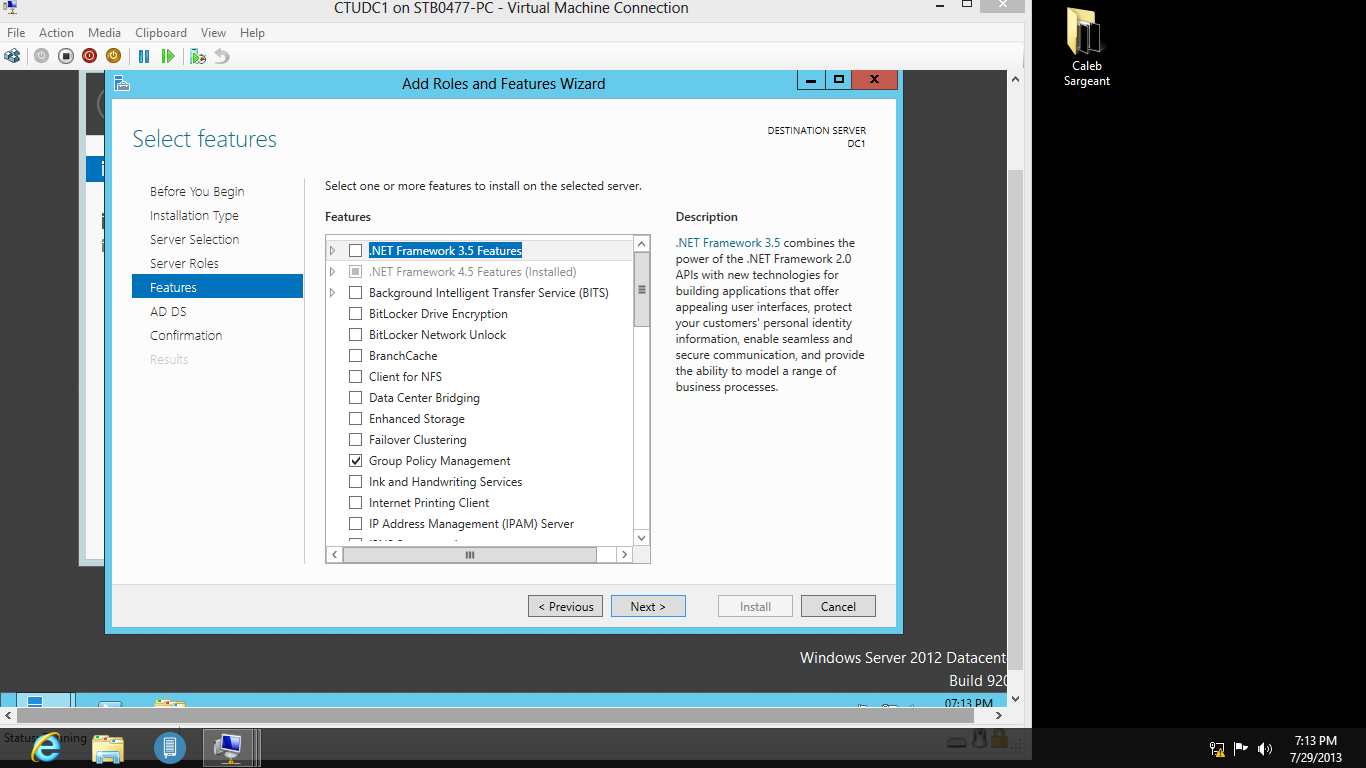 CTUDC1 on STB0477-PC - Virtual Machine Connection
File Action Media Clipboard View Help
Add Roles and Features Wizard
Select features
DESTINATION SERVER
DC1
Before You Begin
Installation Type
Server Selection
Server Roles
Features
AD DS
Confirmation
Results
Select one or more features to install on the selected server.
Features
.NET Framework 3.5 Features
.NET Framework 4.5 Features (Installed)
Background Intelligent Transfer Service (BITS)
BitLocker Drive Encryption
BitLocker Network Unlock
BranchCache
Client for NFS
Data Center Bridging
Enhanced Storage
Failover Clustering
Group Policy Management
Ink and Handwriting Services
Internet Printing Client
IP Address Management (IPAM) Server
Description
.NET Framework 3.5 combines the
power of the .NET Framework 2.0
APIs with new technologies for
building applications that offer
appealing user interfaces, protect
your customers' personal identity
information, enable seamless and
secure communication, and provide
the ability to model a range of
business processes.
< Previous
Next >
Install
Cancel
Windows Server 2012 Datacent
Build 920
07:13 PM
Caleb
Sargeant
7:13 PM
7/29/2013